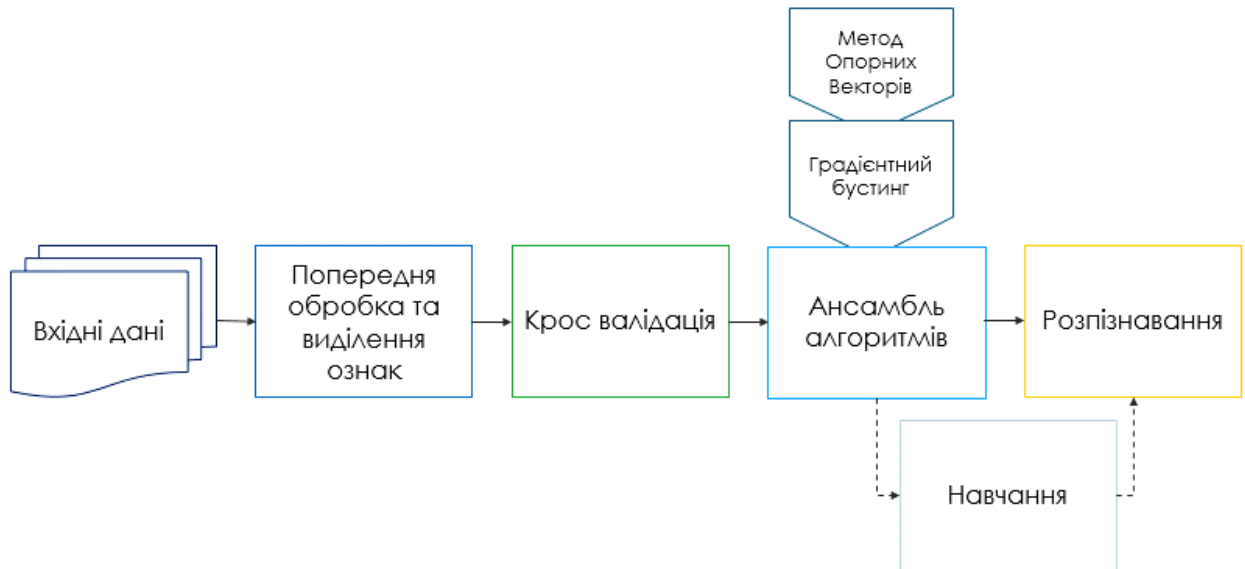 Метод
Опорних
Векторів
Градієнтний
бустинг
Вхідні дані
Попередня
обробка та
виділення
ознак
Крос валідація
Ансамбль
алгоритмів
Розпізнавання
Навчання